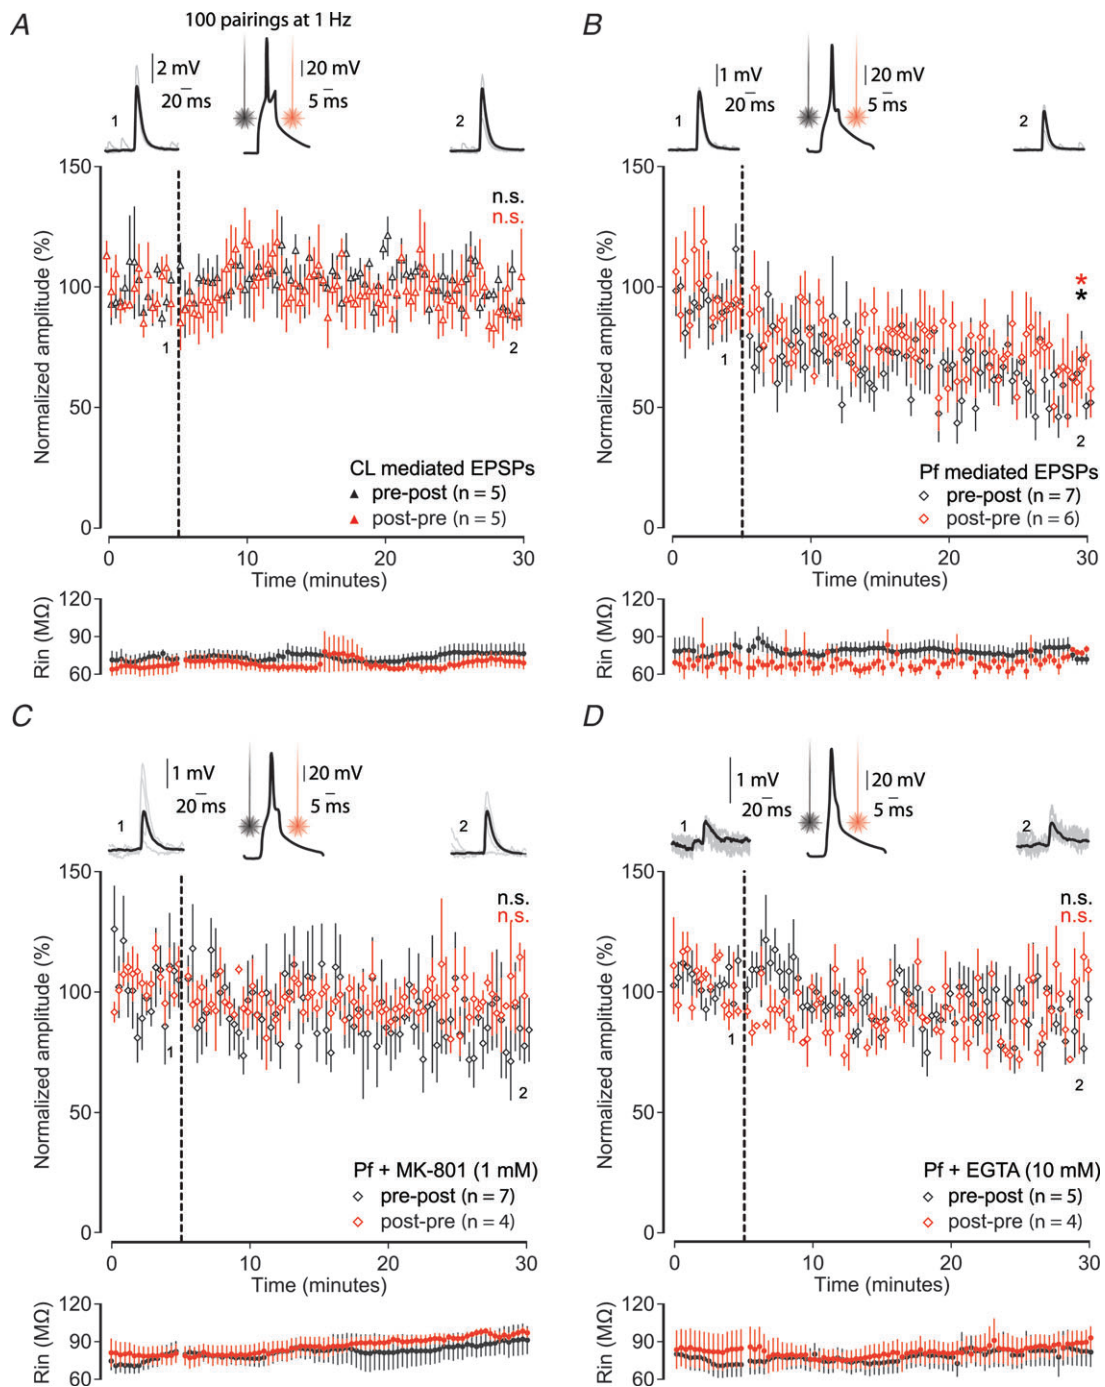 A
100 pairings at 1 Hz
2 mV
20 ms
20 mV
5 ms
1
2
150
100
50
0
Normalized amplitude (%)
n.s.
n.s.
1
2
CL mediated EPSPs
pre-post (n = 5)
post-pre (n = 5)
0
10
20
30
Time (minutes)
120
90
60
Rin (MΩ)
B
1 mV
20 ms
20 mV
5 ms
1
2
150
100
50
0
Normalized amplitude (%)
*
*
1
2
Pf mediated EPSPs
pre-post (n = 7)
post-pre (n = 6)
0
10
20
30
Time (minutes)
120
90
60
Rin (MΩ)
C
1 mV
20 ms
20 mV
5 ms
1
2
150
100
50
0
Normalized amplitude (%)
n.s.
n.s.
1
2
Pf + MK-801 (1 mM)
pre-post (n = 7)
post-pre (n = 4)
0
10
20
30
Time (minutes)
120
90
60
Rin (MΩ)
D
1 mV
20 ms
20 mV
5 ms
1
2
150
100
50
0
Normalized amplitude (%)
n.s.
n.s.
1
2
Pf + EGTA (10 mM)
pre-post (n = 5)
post-pre (n = 4)
0
10
20
30
Time (minutes)
120
90
60
Rin (MΩ)